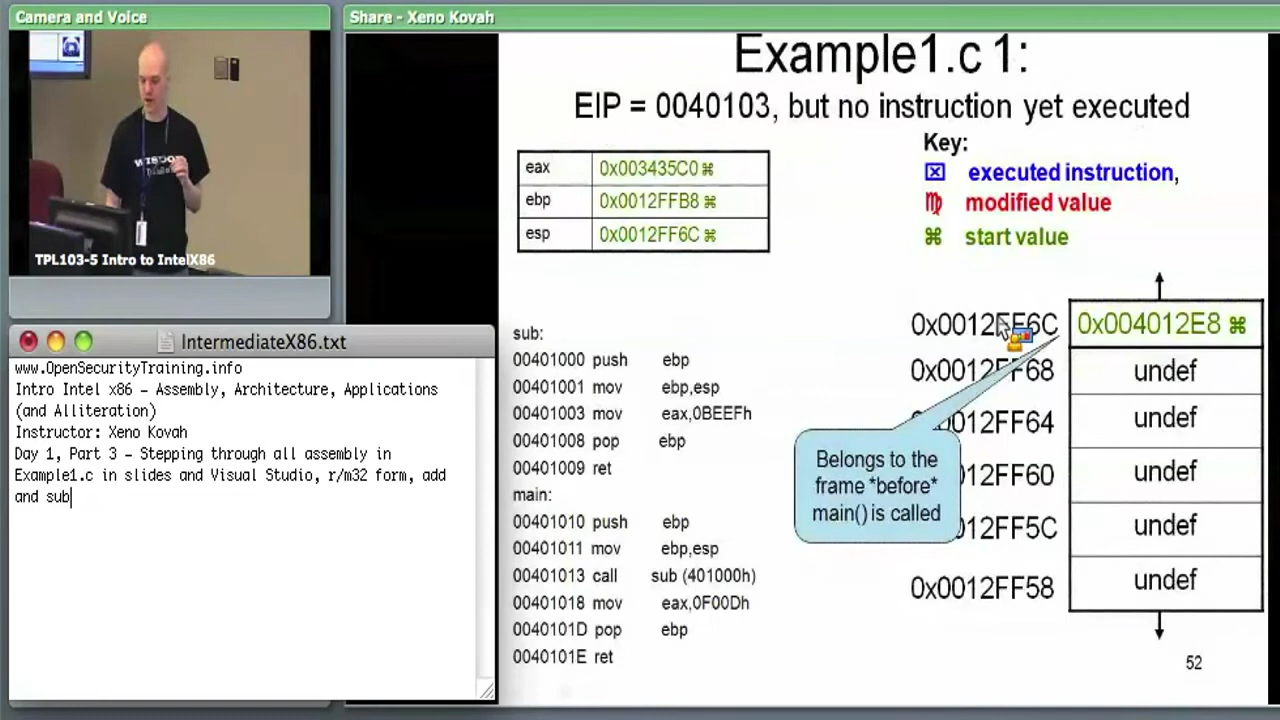 Camera and Voice
TPL103-5 Intro to IntelX86
IntermediateX86.txt
www.OpenSecurityTraining.info
Intro Intel x86 – Assembly, Architecture, Applications
(and Alliteration)
Instructor: Xeno Kovah
Day 1, Part 3 – Stepping through all assembly in
Example1.c in slides and Visual Studio, r/m32 form, add
and sub
Share - Xeno Kovah
Example1.c 1:
EIP = 0040103, but no instruction yet executed
eax 0x003435C0 ⌘
ebp 0x0012FFB8 ⌘
esp 0x0012FF6C ⌘
Key:
⌧ executed instruction,
♍ modified value
⌘ start value
sub:
00401000 push ebp
00401001 mov ebp,esp
00401003 mov eax,0BEEFh
00401008 pop ebp
00401009 ret
main:
00401010 push ebp
00401011 mov ebp,esp
00401013 call sub (401000h)
00401018 mov eax,0F00Dh
0040101D pop ebp
0040101E ret
0x0012FF6C 0x004012E8 ⌘
0x0012FF68 undef
0x0012FF64 undef
0x0012FF60 undef
0x0012FF5C undef
0x0012FF58 undef
Belongs to the
frame *before*
main() is called
52